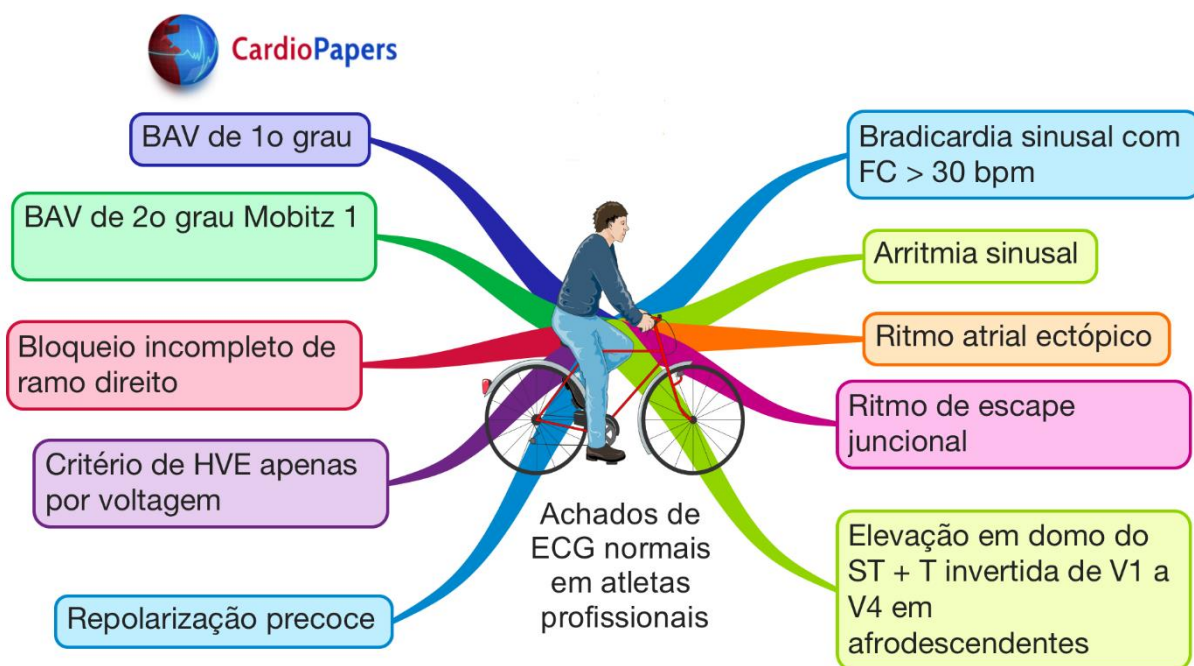 CardioPapers
BAV de 1o grau
BAV de 2o grau Mobitz 1
Bloqueio incompleto de
ramo direito
Critério de HVE apenas
por voltagem
Repolarização precoce
Achados de
ECG normais
em atletas
profissionais
Bradicardia sinusal com
FC > 30 bpm
Arritmia sinusal
Ritmo atrial ectópico
Ritmo de escape
juncional
Elevação em domo do
ST + T invertida de V1 a
V4 em
afrodescendentes